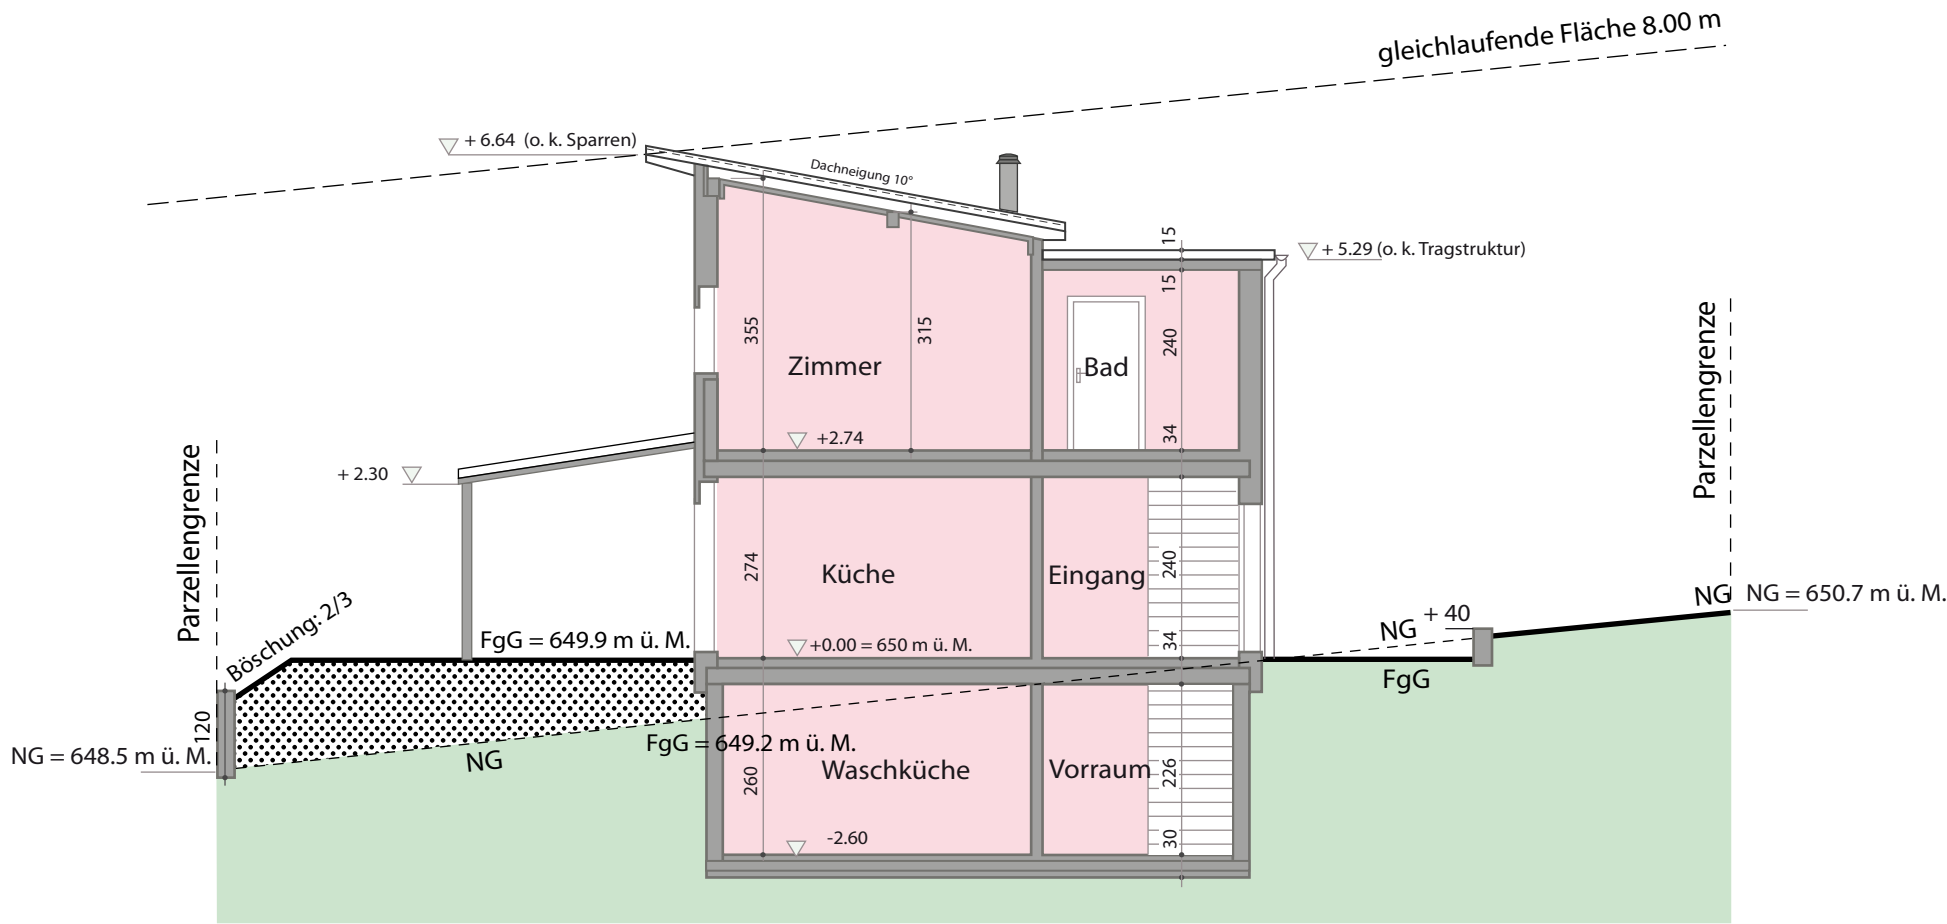 gleichlaufende Fläche 8.00 m
+ 6.64 (o. k. Sparren)
Dachneigung 10°
15
+ 5.29 (o. k. Tragstruktur)
15
355
315
240
Zimmer
Bad
Parzellengrenze
34
+2.74
+ 2.30
Parzellengrenze
274
Küche
Eingang
240
Böschung: 2/3
FgG = 649.9 m ü. M.
+0.00 = 650 m ü. M.
34
NG
+ 40
NG
NG = 650.7 m ü. M.
FgG
120
NG = 648.5 m ü. M.
NG
FgG = 649.2 m ü. M.
260
Waschküche
Vorraum
226
-2.60
30